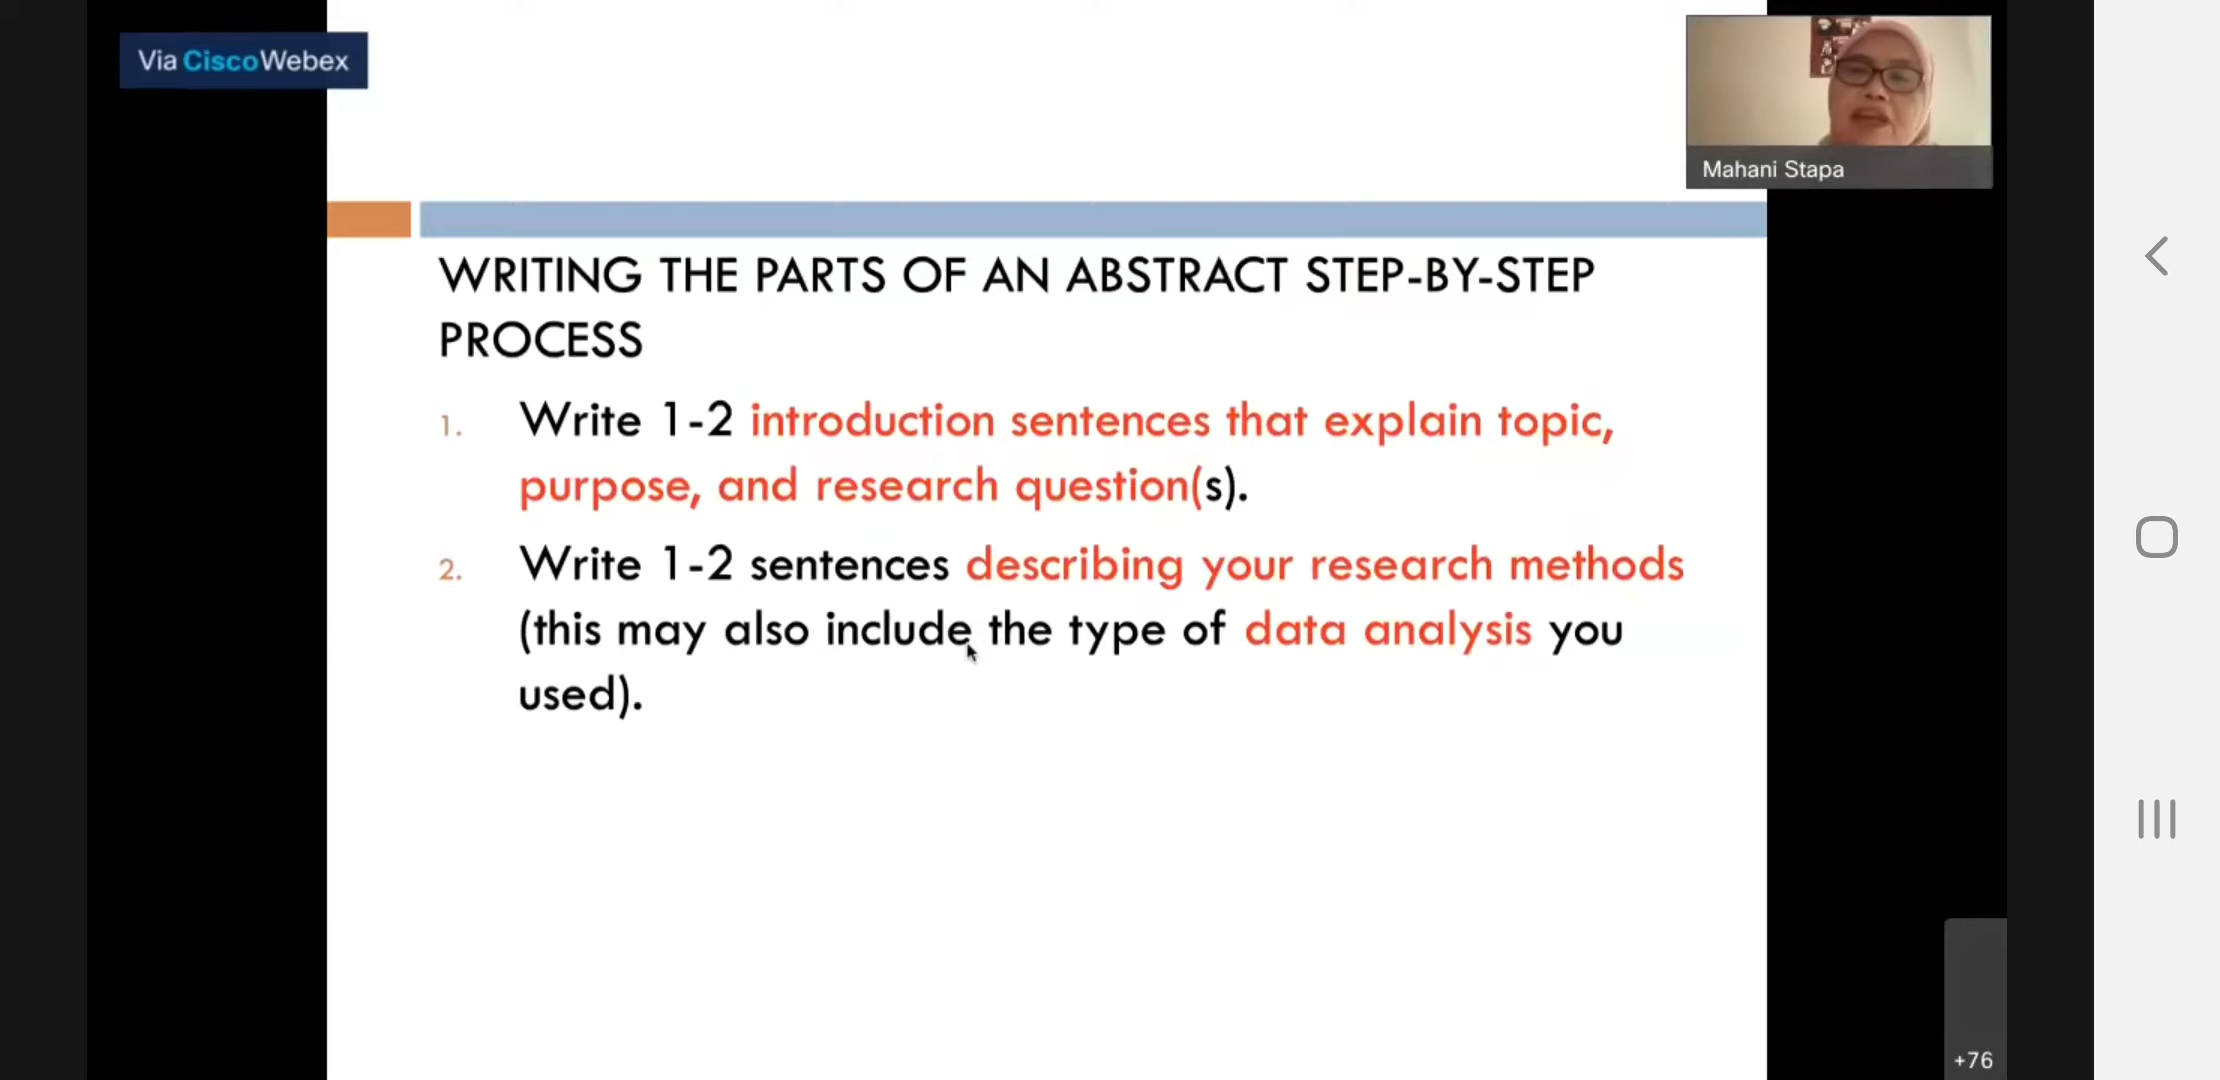 Via CiscoWebex
Mahani Stapa
WRITING THE PARTS OF AN ABSTRACT STEP-BY-STEP
PROCESS
1. Write 1-2 introduction sentences that explain topic,
purpose, and research question(s).
2. Write 1-2 sentences describing your research methods
(this may also include the type of data analysis you
used).
+76